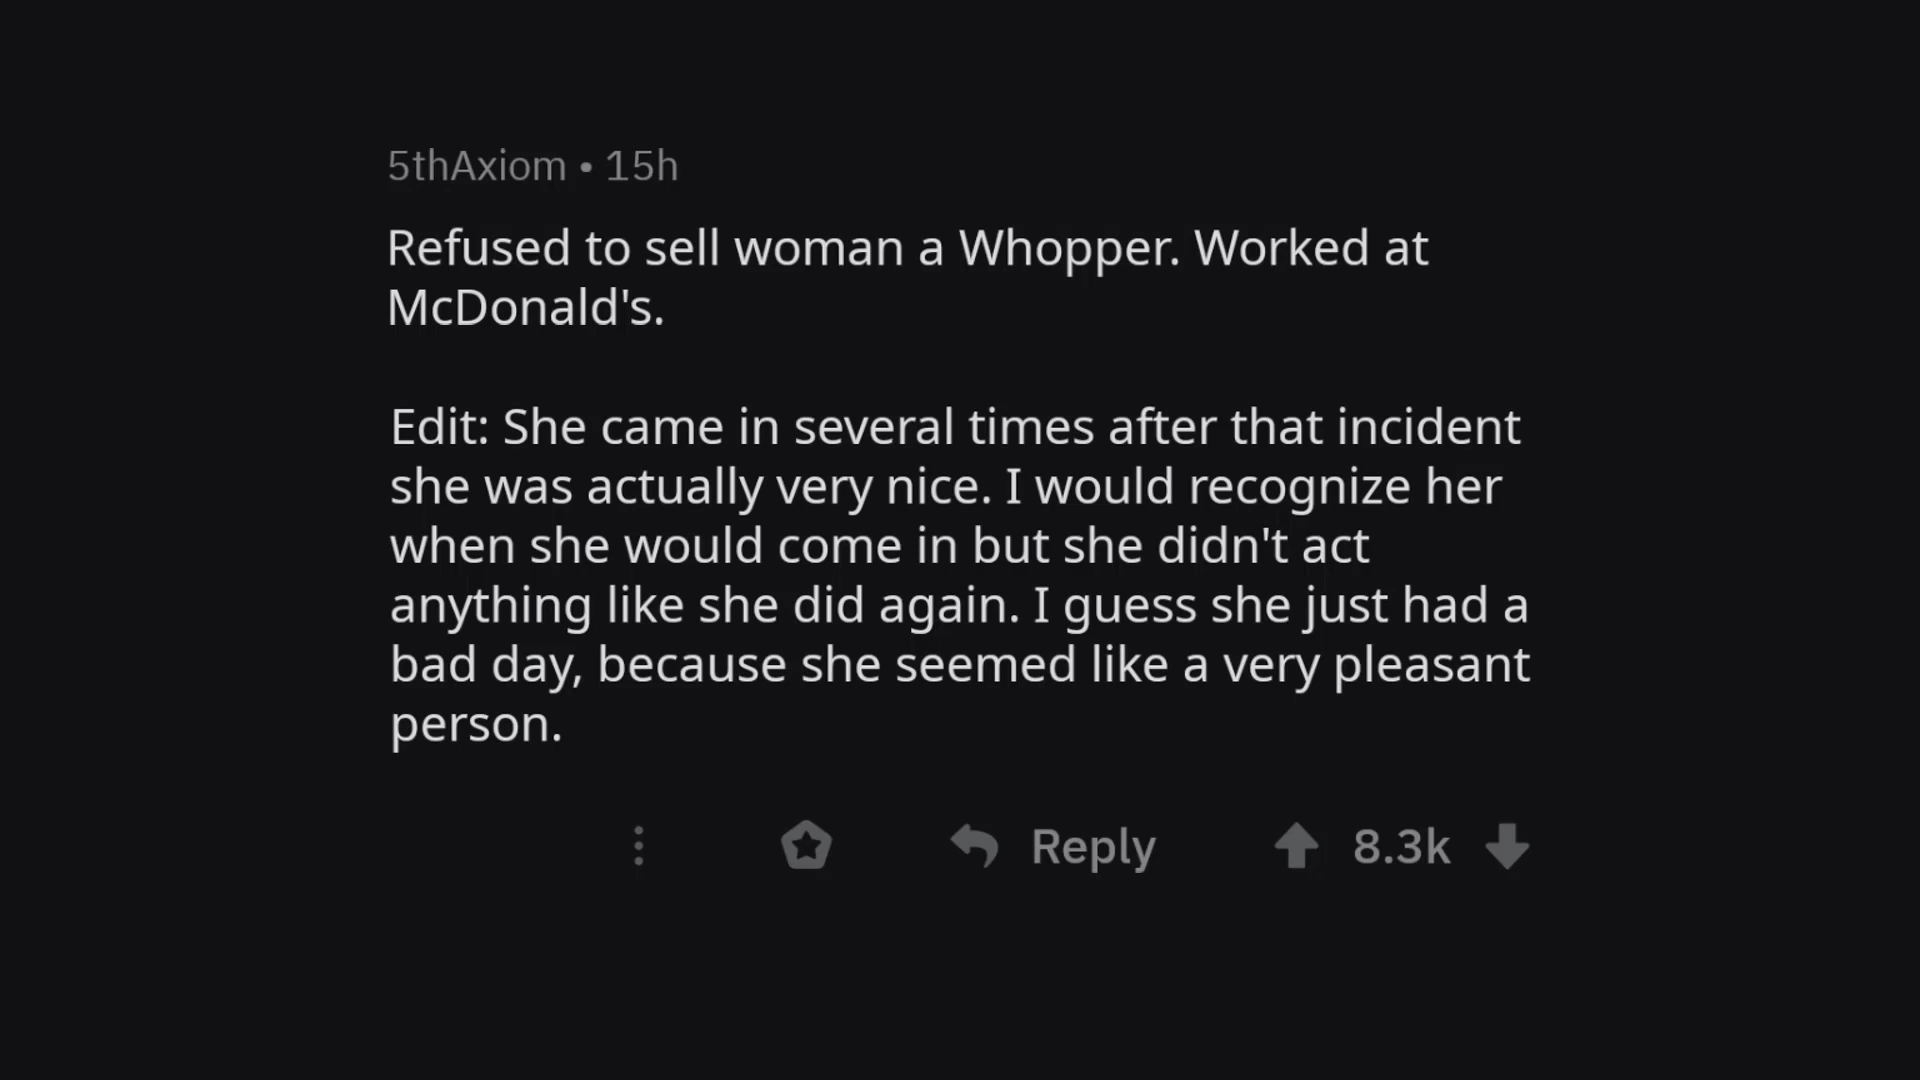 5thAxiom • 15h
Refused to sell woman a Whopper. Worked at
McDonald's.
Edit: She came in several times after that incident
she was actually very nice. I would recognize her
when she would come in but she didn't act
anything like she did again. I guess she just had a
bad day, because she seemed like a very pleasant
person.
Reply 8.3k